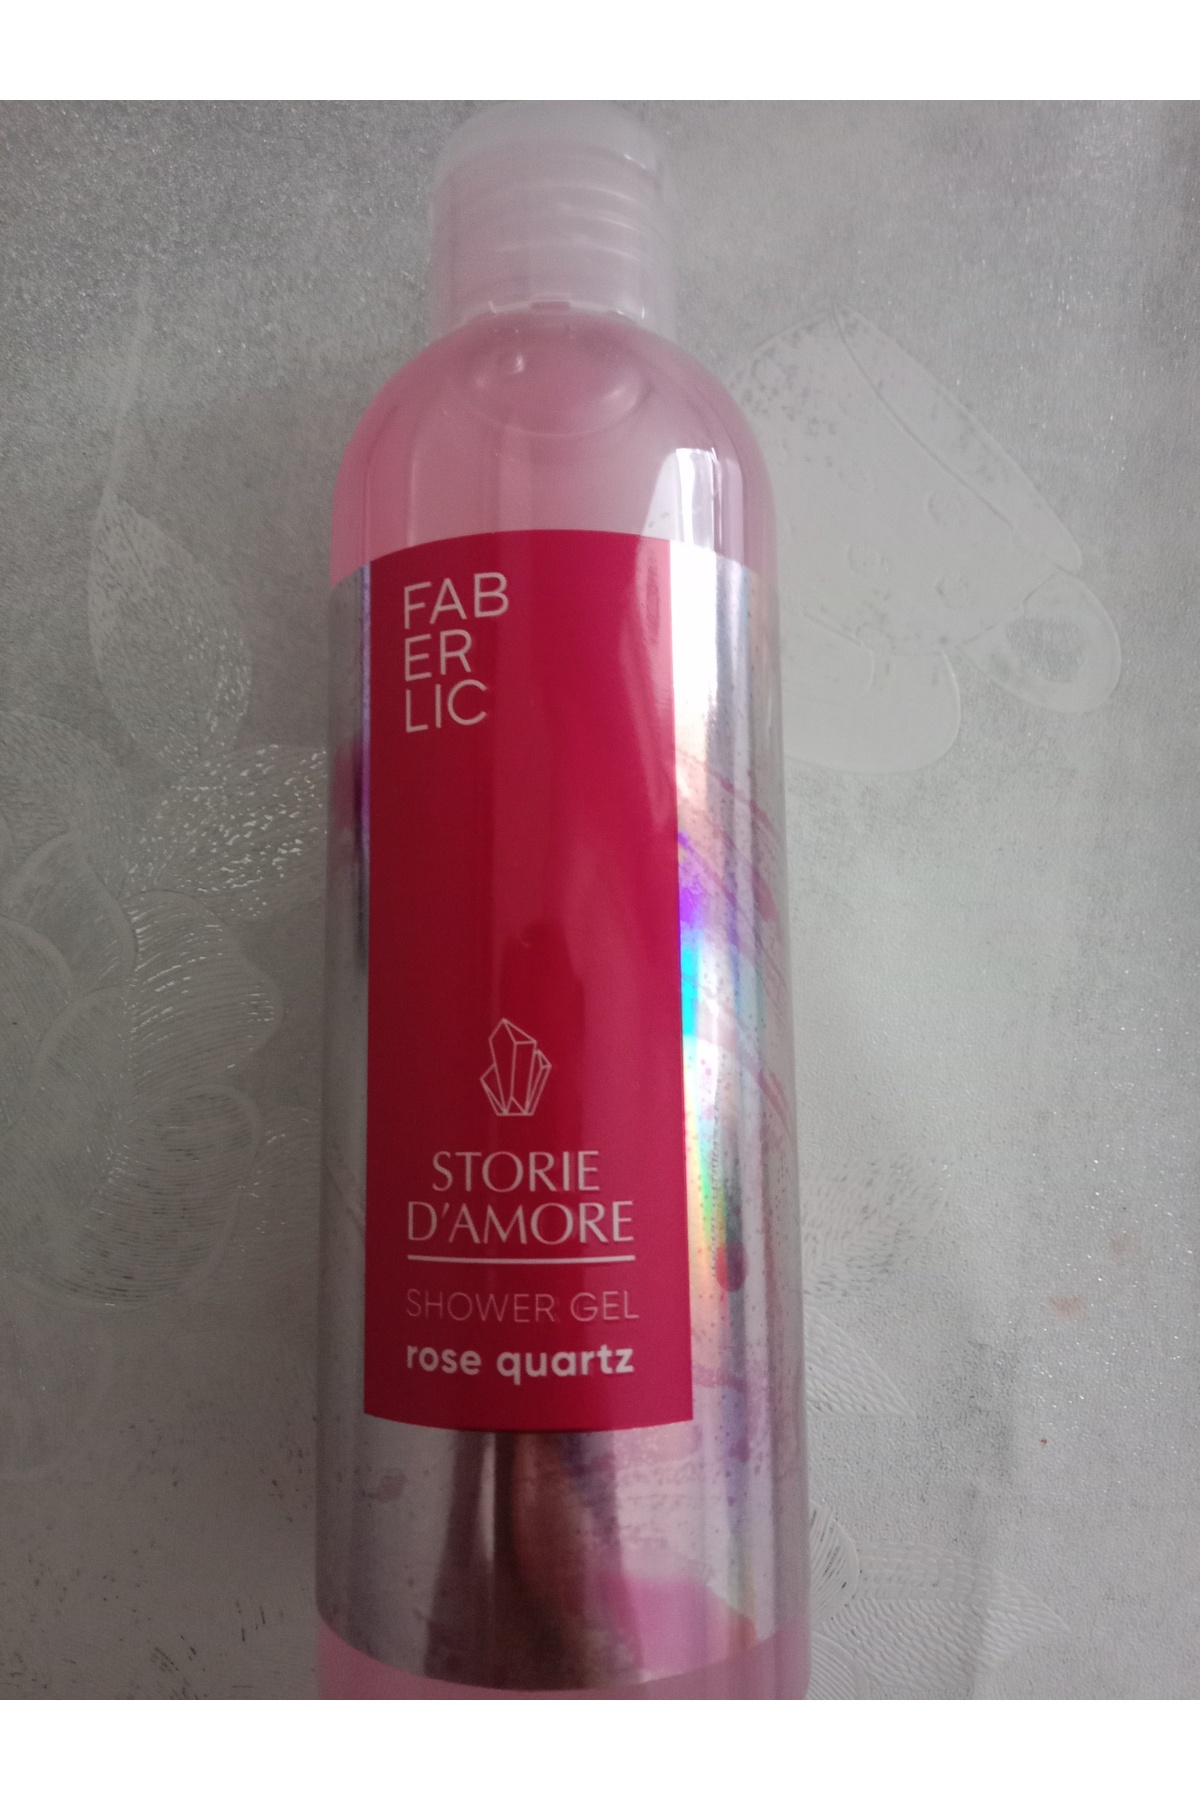 FAB
ER
LIC
STORIE
D'AMORE
SHOWER GEL
rose quartz